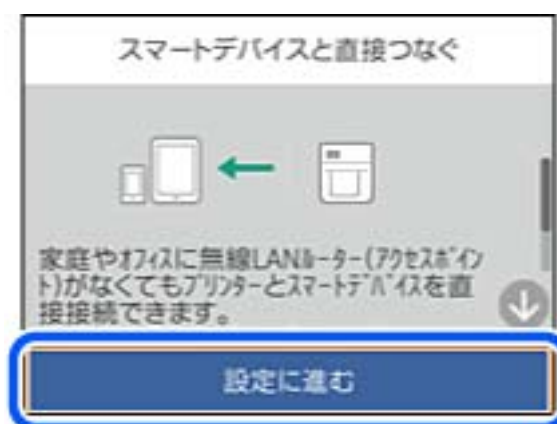 スマートデバイスと直接つなぐ
家庭やオフィスに無線LANルーター(アクセスポイン
ト)がなくてもプリンターとスマートデバイスを直
接接続できます。
設定に進む